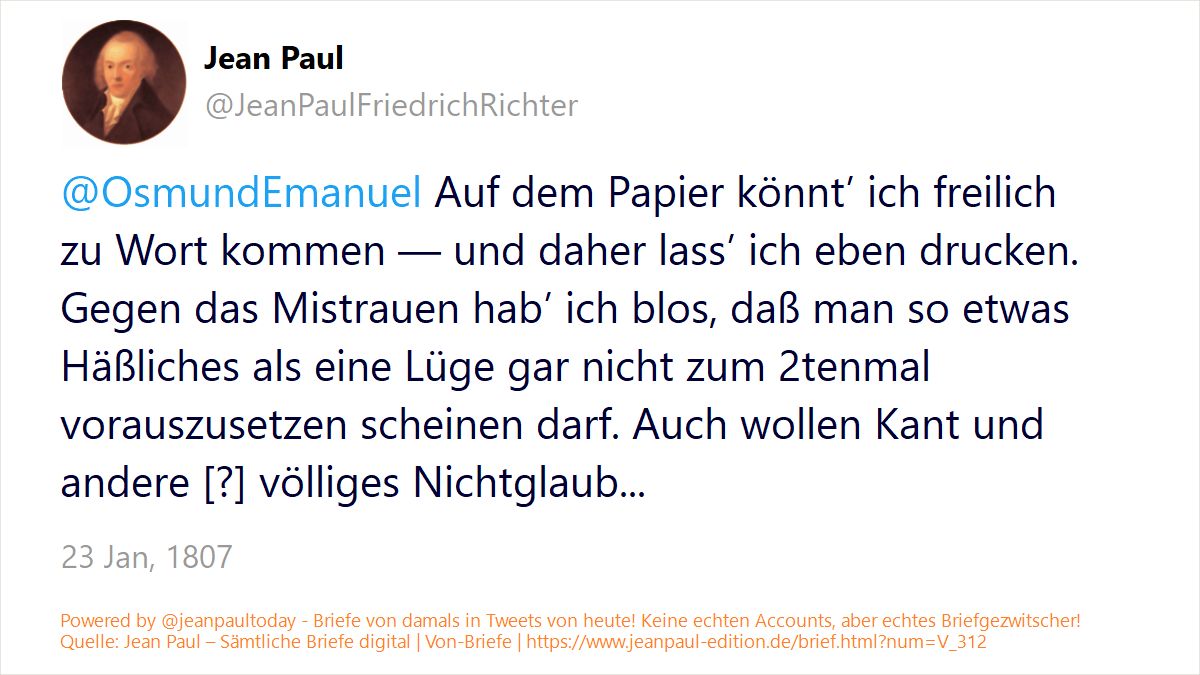 Jean Paul
@JeanPaulFriedrichRichter
@OsmundEmanuel Auf dem Papier könnt’ ich freilich
zu Wort kommen — und daher lass’ ich eben drucken.
Gegen das Mistrauen hab’ ich blos, daß man so etwas
Häßliches als eine Lüge gar nicht zum 2tenmal
vorauszusetzen scheinen darf. Auch wollen Kant und
andere [?] völliges Nichtglaub...
23 Jan, 1807
Powered by @jeanpaultoday - Briefe von damals in Tweets von heute! Keine echten Accounts, aber echtes Briefgezwitscher!
Quelle: Jean Paul – Sämtliche Briefe digital | Von-Briefe | https://www.jeanpaul-edition.de/brief.html?num=V_312